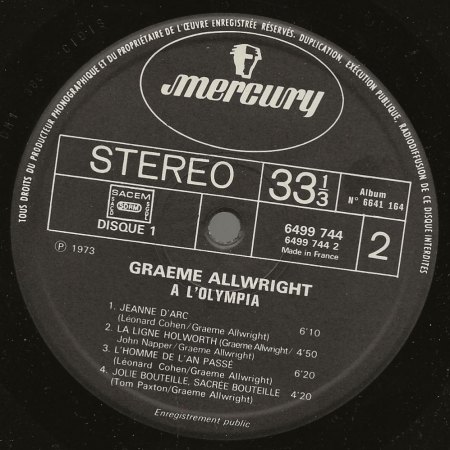 TOUS DROITS DU PRODUCTEUR PHONOGRAPHIQUE ET DU PROPRIÉTAIRE DE L'ŒUVRE ENREGISTRÉE RÉSERVÉS. DUPLICATION, EXÉCUTION PUBLIQUE, RADIODIFFUSION DE CE DISQUE INTERDITES
mercury
STEREO
33 1/3
Album
N° 6641 164
SACEM
SACD
SDRM
SGDL
DISQUE 1
6499 744
6499 744 2
Made in France
2
℗ 1973
GRAEME ALLWRIGHT
A L'OLYMPIA
1. JEANNE D'ARC
(Léonard Cohen/Graeme Allwright) 6'10
2. LA LIGNE HOLWORTH (Graeme Allwright/
John Napper/Graeme Allwright) 4'50
3. L'HOMME DE L'AN PASSÉ
(Léonard Cohen/Graeme Allwright) 6'20
4. JOLIE BOUTEILLE, SACRÉE BOUTEILLE
(Tom Paxton/Graeme Allwright) 4'20
Enregistrement public